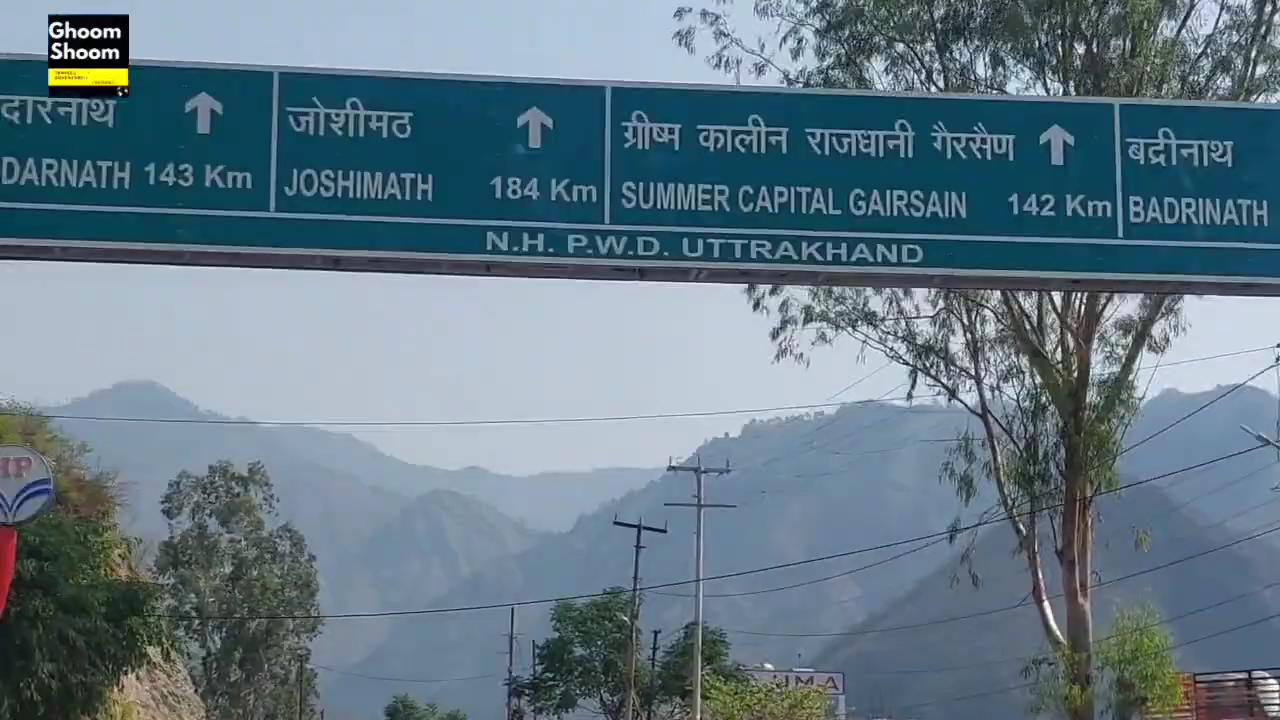 Ghoom
Shoom
दारनाथ
DARNATH 143 Km
जोशीमठ
JOSHIMATH 184 Km
ग्रीष्म कालीन राजधानी गैरसैण
SUMMER CAPITAL GAIRSAIN 142 Km
बद्रीनाथ
BADRINATH
N.H. P.W.D. UTTRAKHAND
HP